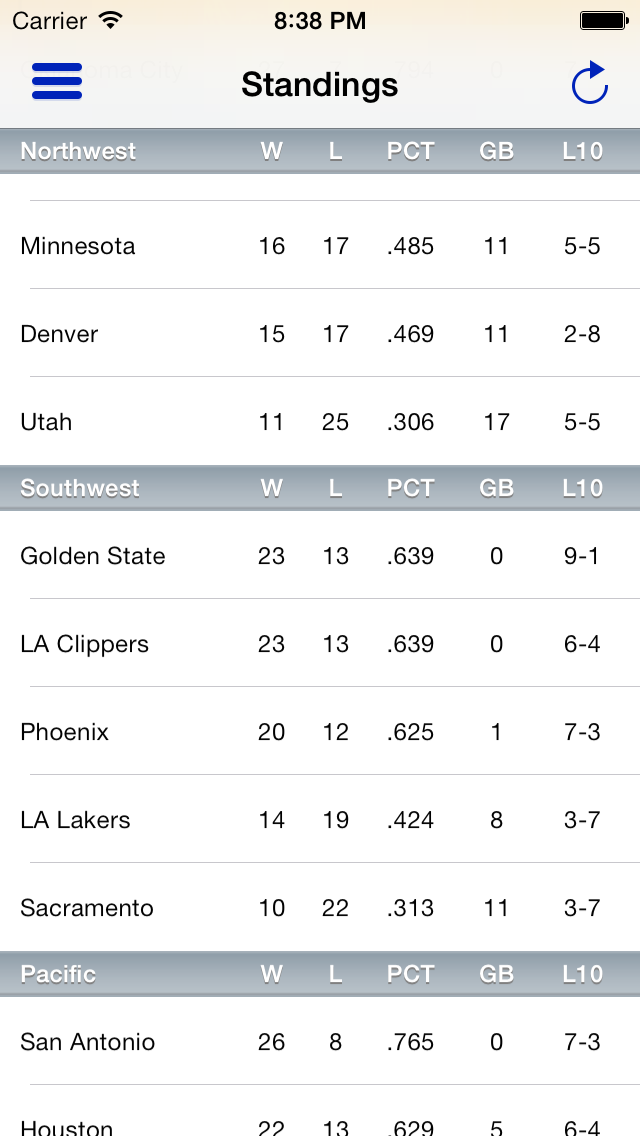 Carrier 8:38 PM
Standings
Northwest W L PCT GB L10
Minnesota 16 17 .485 11 5-5
Denver 15 17 .469 11 2-8
Utah 11 25 .306 17 5-5
Southwest W L PCT GB L10
Golden State 23 13 .639 0 9-1
LA Clippers 23 13 .639 0 6-4
Phoenix 20 12 .625 1 7-3
LA Lakers 14 19 .424 8 3-7
Sacramento 10 22 .313 11 3-7
Pacific W L PCT GB L10
San Antonio 26 8 .765 0 7-3
Houston 22 13 .629 5 6-4